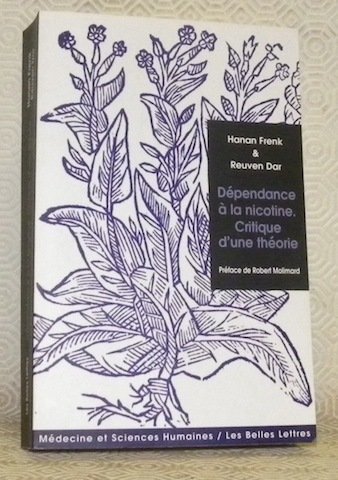 Hanan Frenk
&
Reuven Dar
Dépendance
à la nicotine.
Critique
d'une théorie
Préface de Robert Molimard
Médecine et Sciences Humaines / Les Belles Lettres